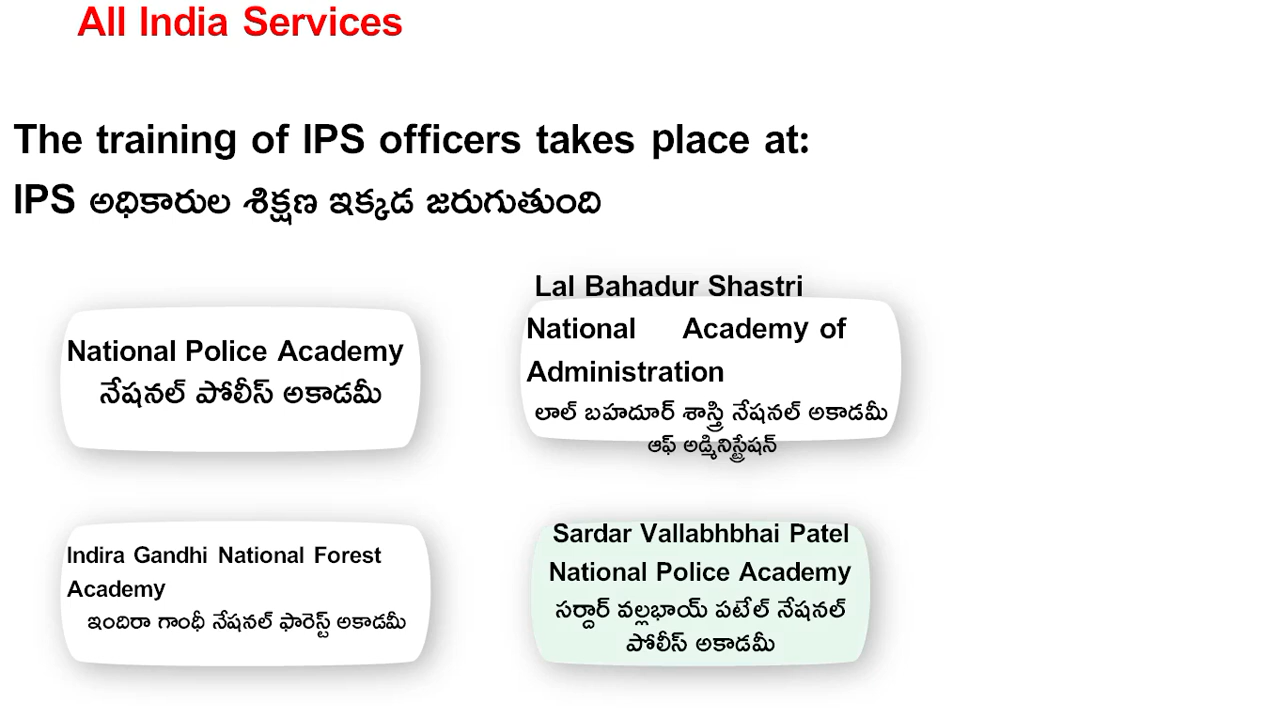 All India Services
The training of IPS officers takes place at:
IPS అధికారుల శిక్షణ ఇక్కడ జరుగుతుంది
National Police Academy
నేషనల్ పోలీస్ అకాడమీ
Lal Bahadur Shastri
National Academy of
Administration
లాల్ బహదూర్ శాస్త్రి నేషనల్ అకాడమీ
ఆఫ్ అడ్మినిస్ట్రేషన్
Indira Gandhi National Forest
Academy
ఇందిరా గాంధీ నేషనల్ ఫారెస్ట్ అకాడమీ
Sardar Vallabhbhai Patel
National Police Academy
సర్దార్ వల్లభాయ్ పటేల్ నేషనల్
పోలీస్ అకాడమీ